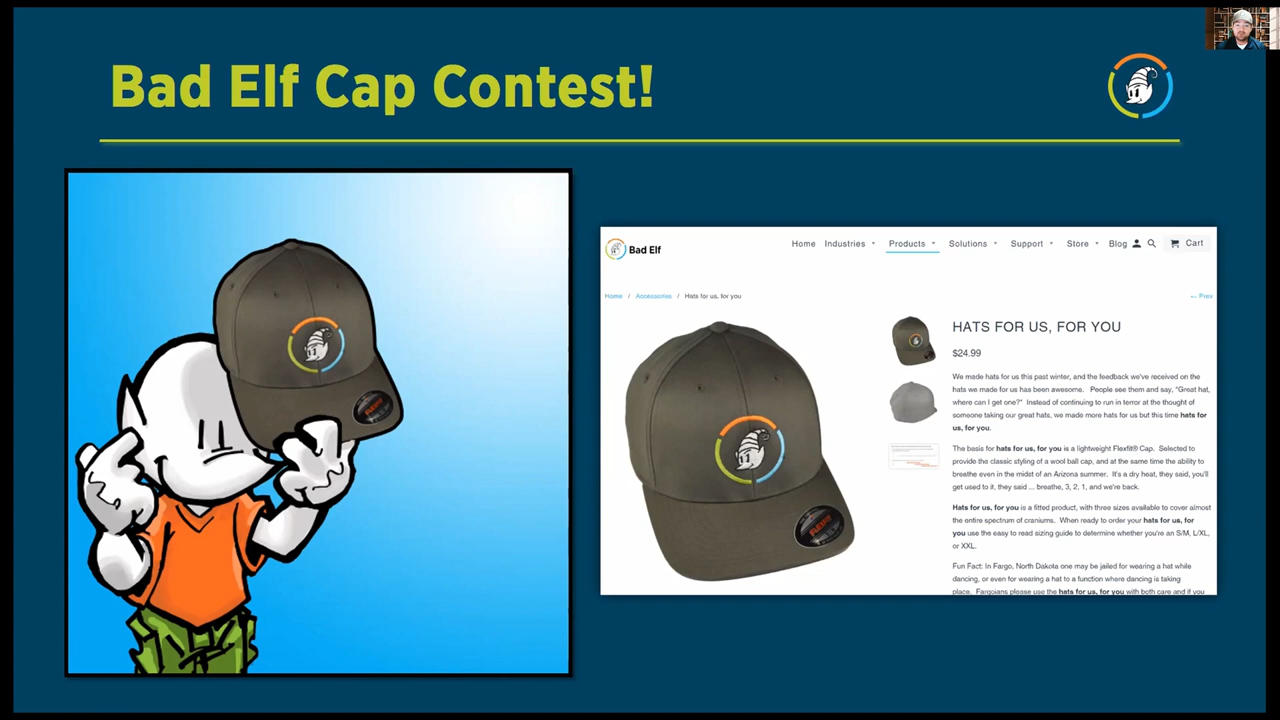 Bad Elf Cap Contest!
Bad Elf
Home
Industries
Products
Solutions
Support
Store
Blog
Cart
Home / Accessories / Hats for us, for you
← Prev
HATS FOR US, FOR YOU
$24.99
We made hats for us this past winter, and the feedback we've received on the
hats we made for us has been awesome. People see them and say, "Great hat,
where can I get one?" Instead of continuing to run in terror at the thought of
someone taking our great hats, we made more hats for us but this time hats for
us, for you.
The basis for hats for us, for you is a lightweight Flexfit® Cap. Selected to
provide the classic styling of a wool ball cap, and at the same time the ability to
breathe even in the midst of an Arizona summer. It's a dry heat, they said, you'll
get used to it, they said ... breathe, 3, 2, 1, and we're back.
Hats for us, for you is a fitted product, with three sizes available to cover almost
the entire spectrum of craniums. When ready to order your hats for us, for
you use the easy to read sizing guide to determine whether you're an S/M, L/XL,
or XXL.
Fun Fact: In Fargo, North Dakota one may be jailed for wearing a hat while
dancing, or even for wearing a hat to a function where dancing is taking
place. Fargoians please use the hats for us, for you with both care and if you